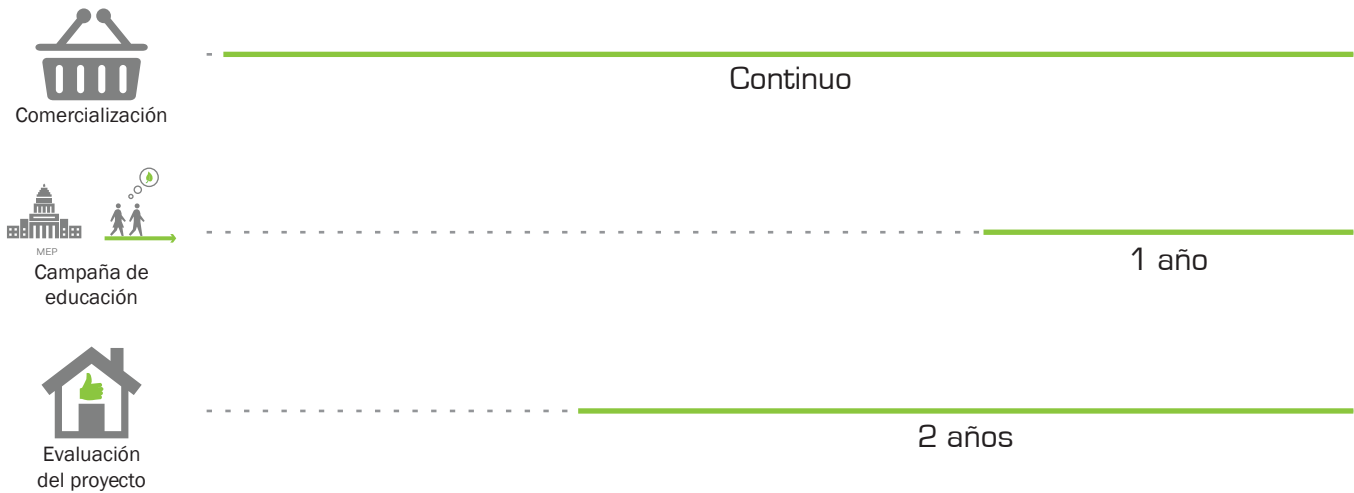 Continuo
Comercialización
MEP
Campaña de
educación
1 año
Evaluación
del proyecto
2 años